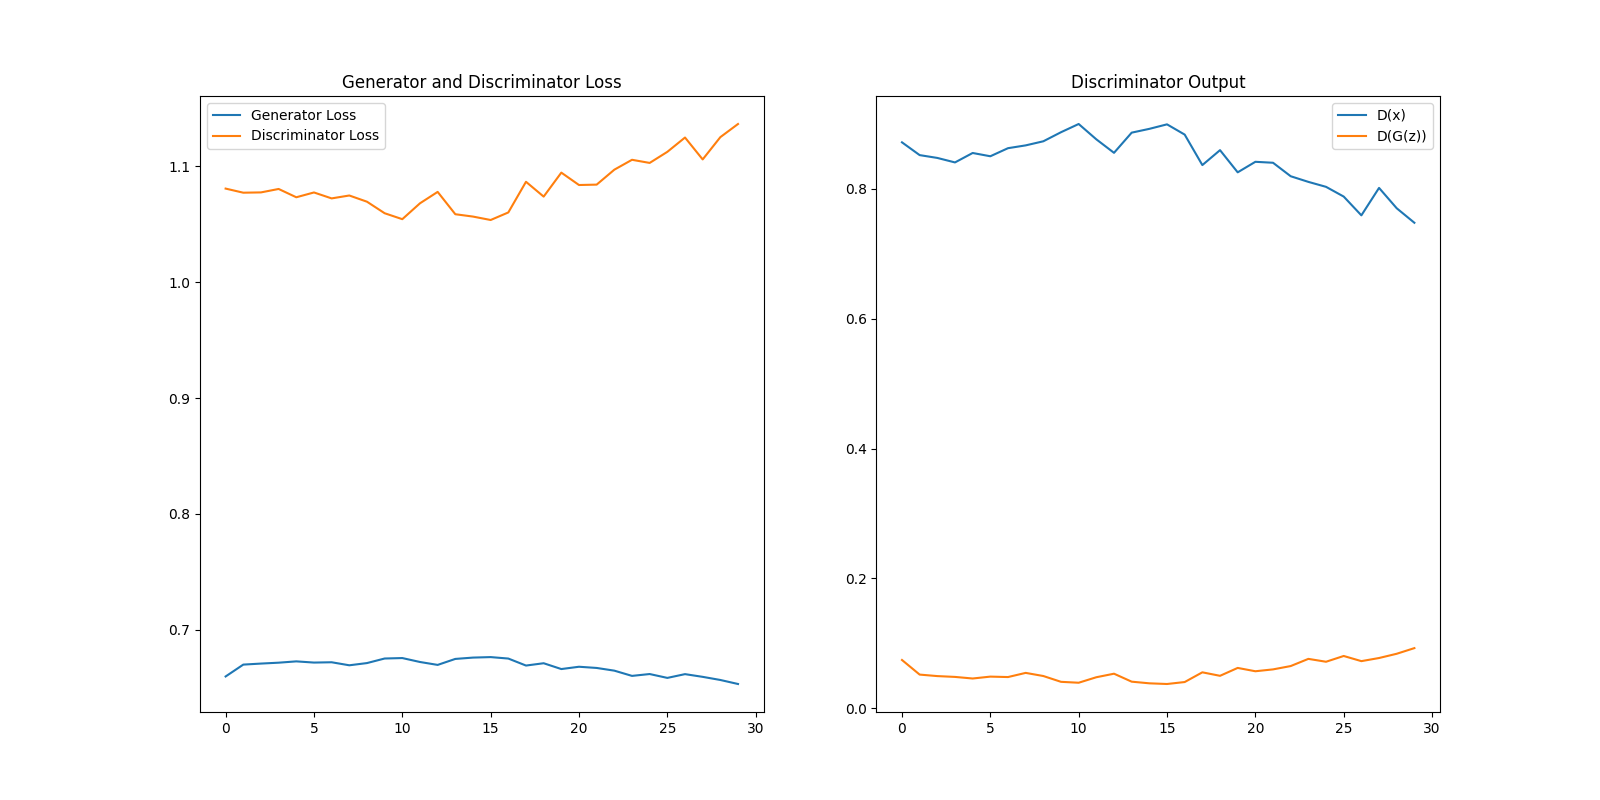 Generator and Discriminator Loss
Generator Loss
Discriminator Loss
1.1
1.0
0.9
0.8
0.7
0 5 10 15 20 25 30
Discriminator Output
D(x)
D(G(z))
0.8
0.6
0.4
0.2
0.0
0 5 10 15 20 25 30